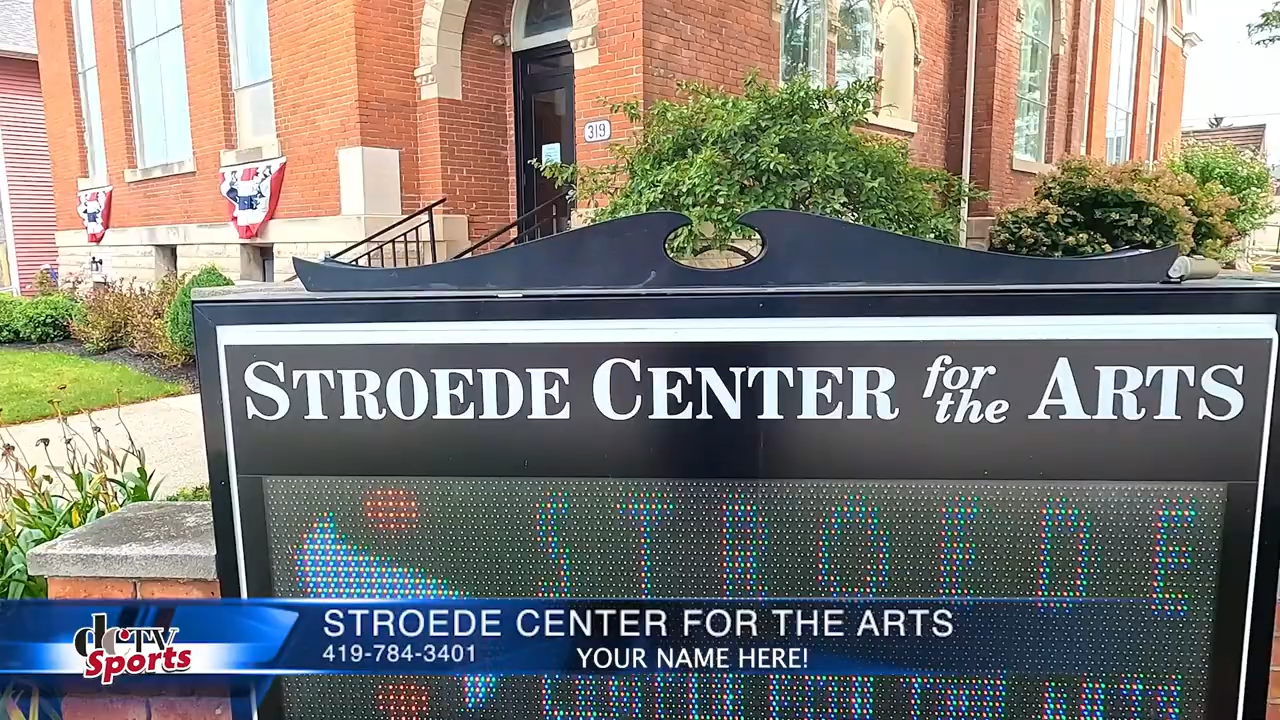 319
STROEDE CENTER for the ARTS
STROEDE
dctv Sports
STROEDE CENTER FOR THE ARTS
419-784-3401
YOUR NAME HERE!